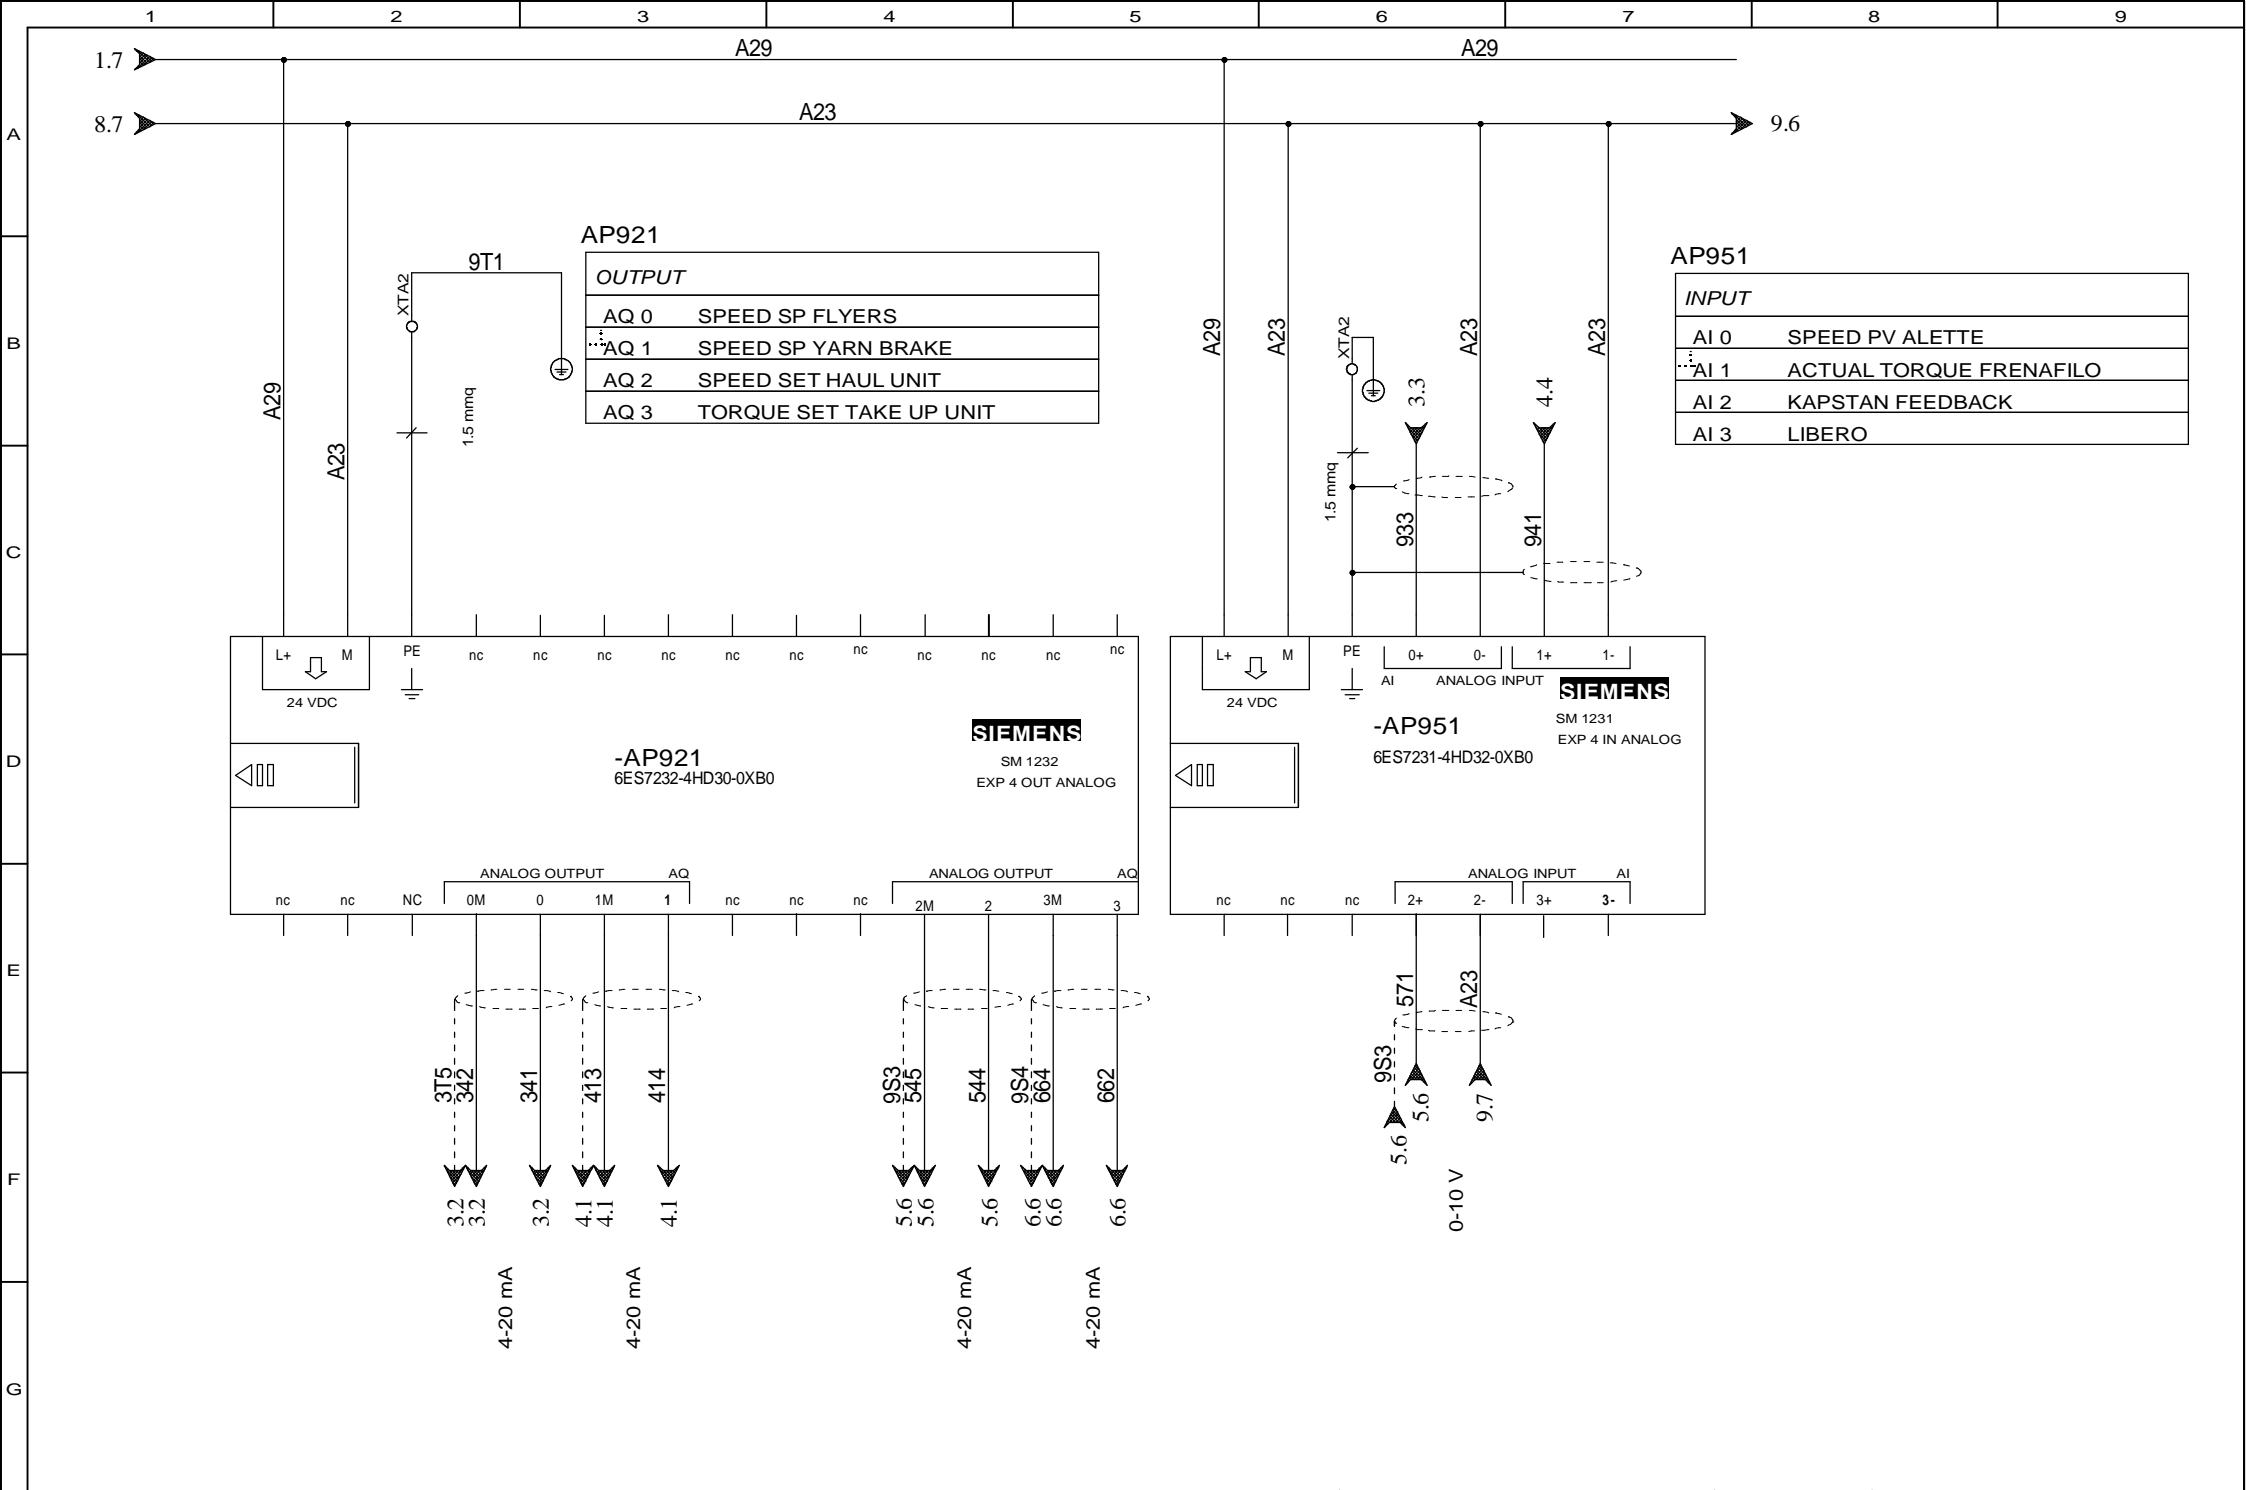 1 2 3 4 5 6 7 8 9
1.7 A29 A29
8.7 A23 9.6
A
B
C
D
E
F
G
AP921
OUTPUT
AQ 0 SPEED SP FLYERS
AQ 1 SPEED SP YARN BRAKE
AQ 2 SPEED SET HAUL UNIT
AQ 3 TORQUE SET TAKE UP UNIT
AP951
INPUT
AI 0 SPEED PV ALETTE
AI 1 ACTUAL TORQUE FRENAFILO
AI 2 KAPSTAN FEEDBACK
AI 3 LIBERO
9T1
XTA2
A29
A23
1.5 mmq
A29
A23
XTA2
A23
A23
3.3
4.4
1.5 mmq
933
941
L+ M PE nc nc nc nc nc nc nc nc nc nc nc
24 VDC
-AP921
6ES7232-4HD30-0XB0
SIEMENS
SM 1232
EXP 4 OUT ANALOG
ANALOG OUTPUT AQ
ANALOG OUTPUT AQ
nc nc NC 0M 0 1M 1 nc nc nc 2M 2 3M 3
L+ M PE 0+ 0- 1+ 1-
AI ANALOG INPUT
24 VDC
SIEMENS
-AP951
6ES7231-4HD32-0XB0
SM 1231
EXP 4 IN ANALOG
ANALOG INPUT AI
nc nc nc 2+ 2- 3+ 3-
3T5
342
341
413
414
9S3
545
544
9S4
664
662
571
A23
9S3
5.6
5.6
9.7
3.2
3.2
3.2
4.1
4.1
4.1
5.6
5.6
5.6
6.6
6.6
6.6
0-10 V
4-20 mA
4-20 mA
4-20 mA
4-20 mA